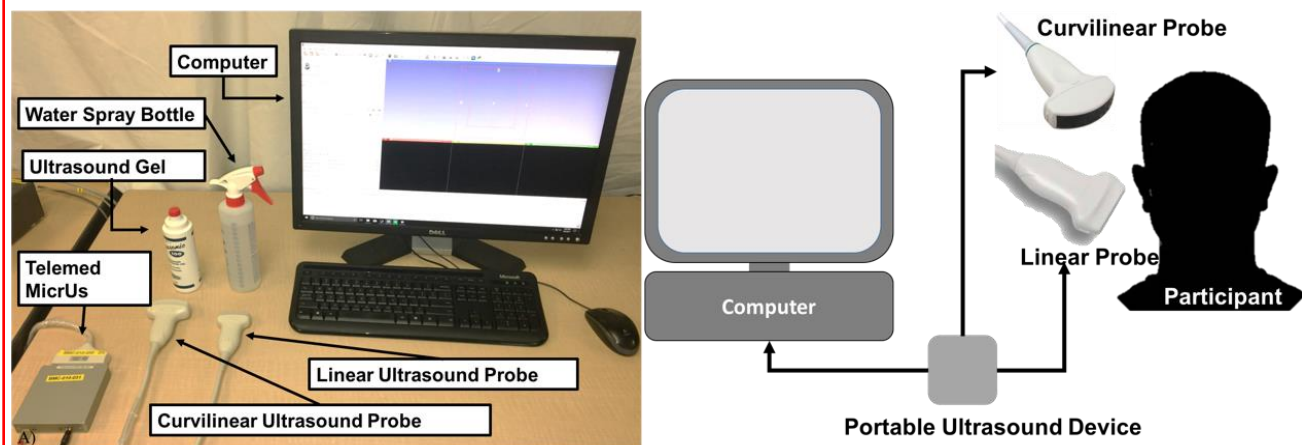 Computer
Water Spray Bottle
Ultrasound Gel
Telemed
MicrUs
DELL
Microsoft
Linear Ultrasound Probe
Curvilinear Ultrasound Probe
A)
Curvilinear Probe
Linear Probe
Participant
Computer
Portable Ultrasound Device